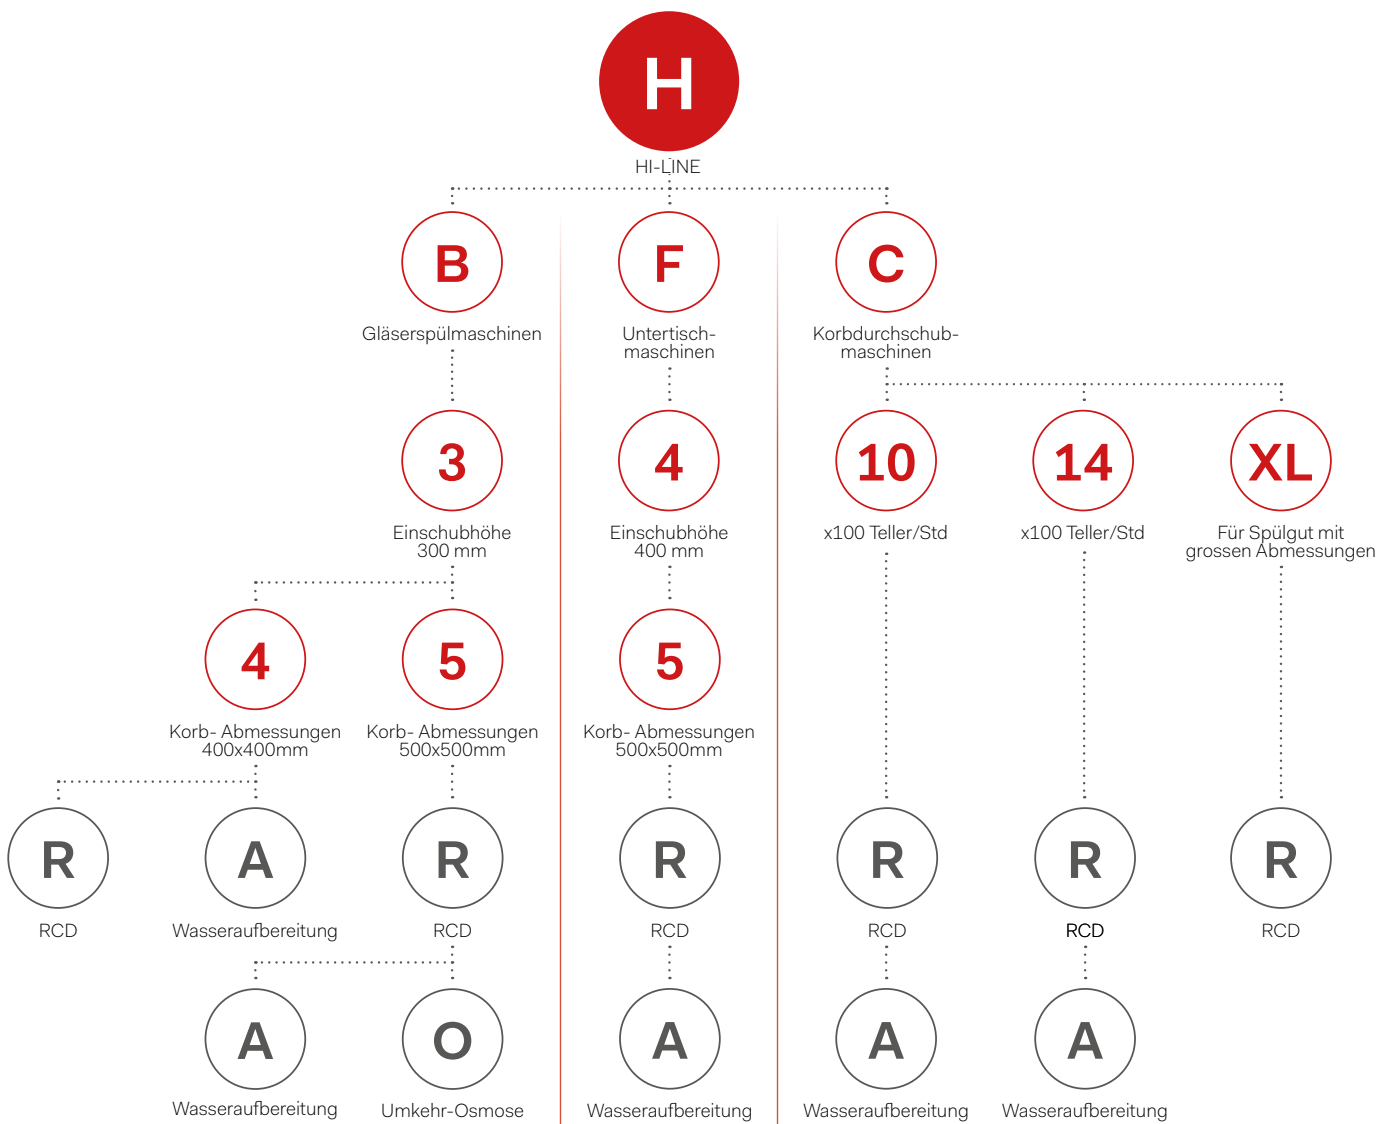 H
HI-LINE
B
F
C
Gläserspülmaschinen
Untertisch-
maschinen
Korbdurchschub-
maschinen
3
4
10
14
XL
Einschubhöhe
300 mm
Einschubhöhe
400 mm
x100 Teller/Std
x100 Teller/Std
Für Spülgut mit
grossen Abmessungen
4
5
5
Korb- Abmessungen
400x400mm
Korb- Abmessungen
500x500mm
Korb- Abmessungen
500x500mm
R
A
R
R
R
R
R
RCD
Wasseraufbereitung
RCD
RCD
RCD
RCD
RCD
A
O
A
A
A
Wasseraufbereitung
Umkehr-Osmose
Wasseraufbereitung
Wasseraufbereitung
Wasseraufbereitung